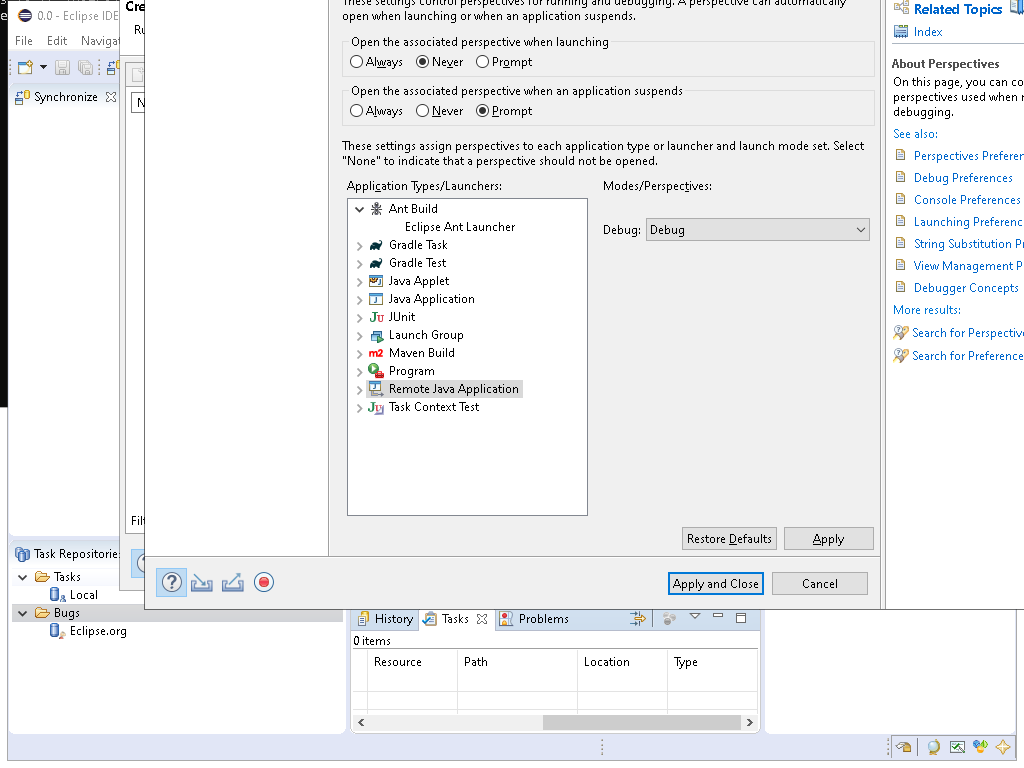 0.0 - Eclipse IDE
File Edit Navigat
Synchronize
Cre
Ru
N
Filt
These settings control perspectives for running and debugging. A perspective can automatically
open when launching or when an application suspends.
Open the associated perspective when launching
Always Never Prompt
Open the associated perspective when an application suspends
Always Never Prompt
These settings assign perspectives to each application type or launcher and launch mode set. Select
"None" to indicate that a perspective should not be opened.
Application Types/Launchers:
Modes/Perspectives:
Ant Build
Eclipse Ant Launcher
Gradle Task
Gradle Test
Java Applet
Java Application
JUnit
Launch Group
Maven Build
Program
Remote Java Application
Task Context Test
Debug: Debug
Restore Defaults Apply
Apply and Close Cancel
Related Topics
Index
About Perspectives
On this page, you can co
perspectives used when r
debugging.
See also:
Perspectives Preferen
Debug Preferences
Console Preferences
Launching Preferenc
String Substitution P
View Management P
Debugger Concepts
More results:
Search for Perspective
Search for Preference
Task Repositories
Tasks
Local
Bugs
Eclipse.org
History Tasks Problems
0 items
Resource Path Location Type